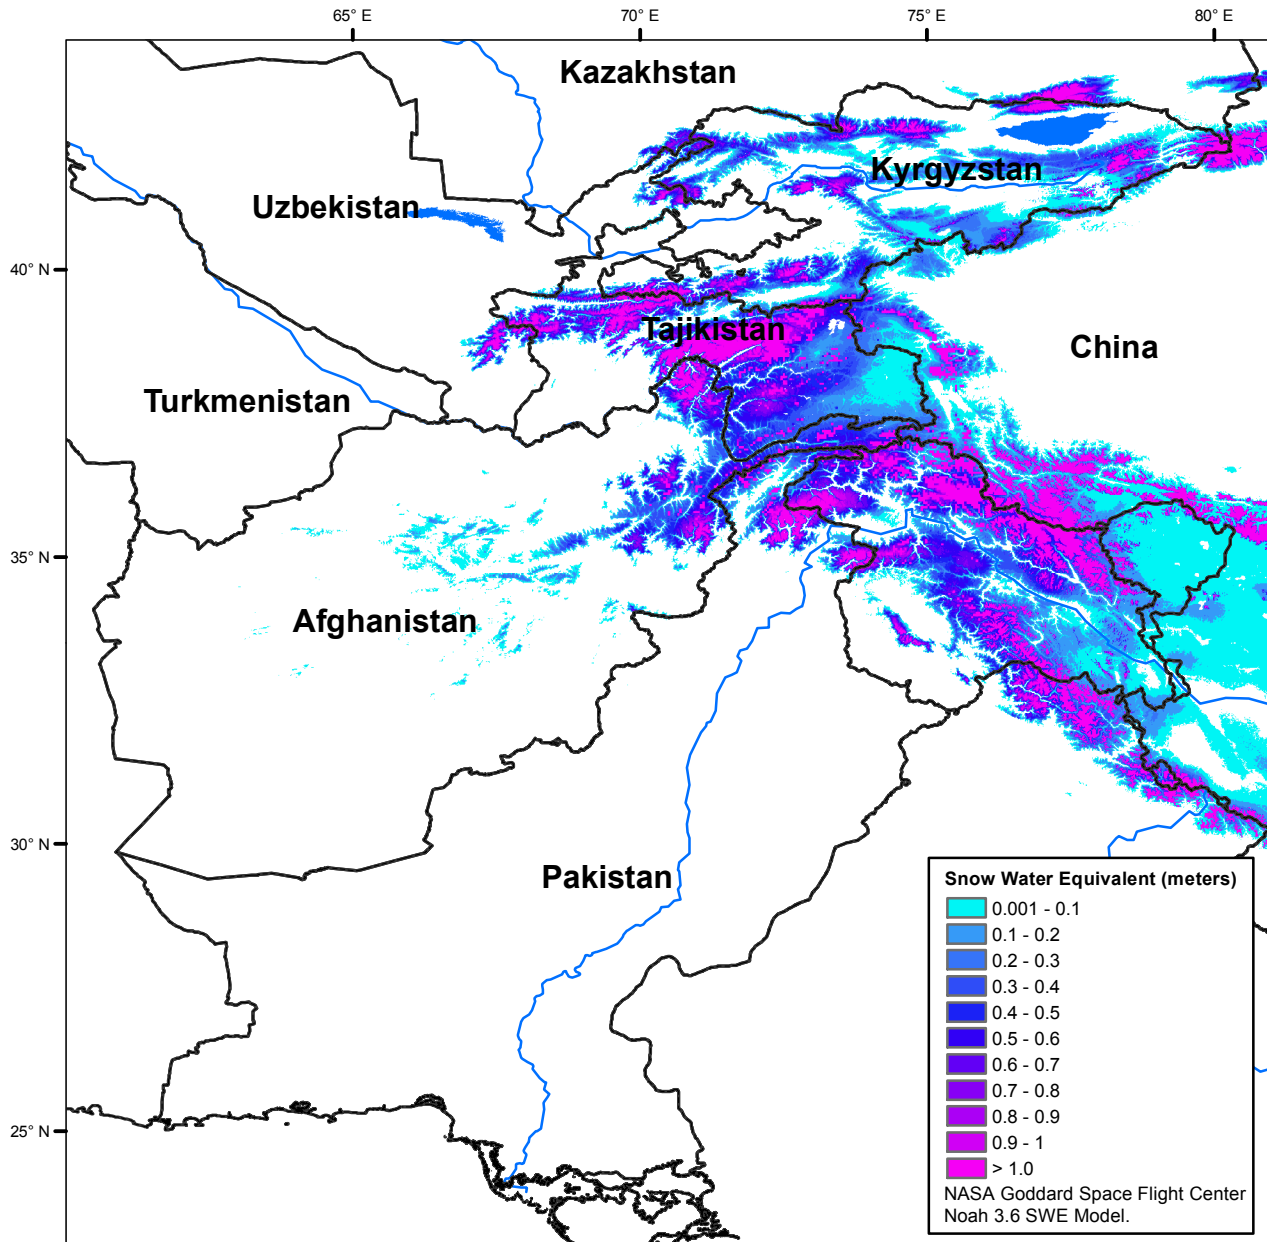 65° E
70° E
75° E
80° E
Kazakhstan
Kyrgyzstan
Uzbekistan
40° N
Tajikistan
China
Turkmenistan
35° N
Afghanistan
30° N
Pakistan
25° N
Snow Water Equivalent (meters)
0.001 - 0.1
0.1 - 0.2
0.2 - 0.3
0.3 - 0.4
0.4 - 0.5
0.5 - 0.6
0.6 - 0.7
0.7 - 0.8
0.8 - 0.9
0.9 - 1
> 1.0
NASA Goddard Space Flight Center
Noah 3.6 SWE Model.